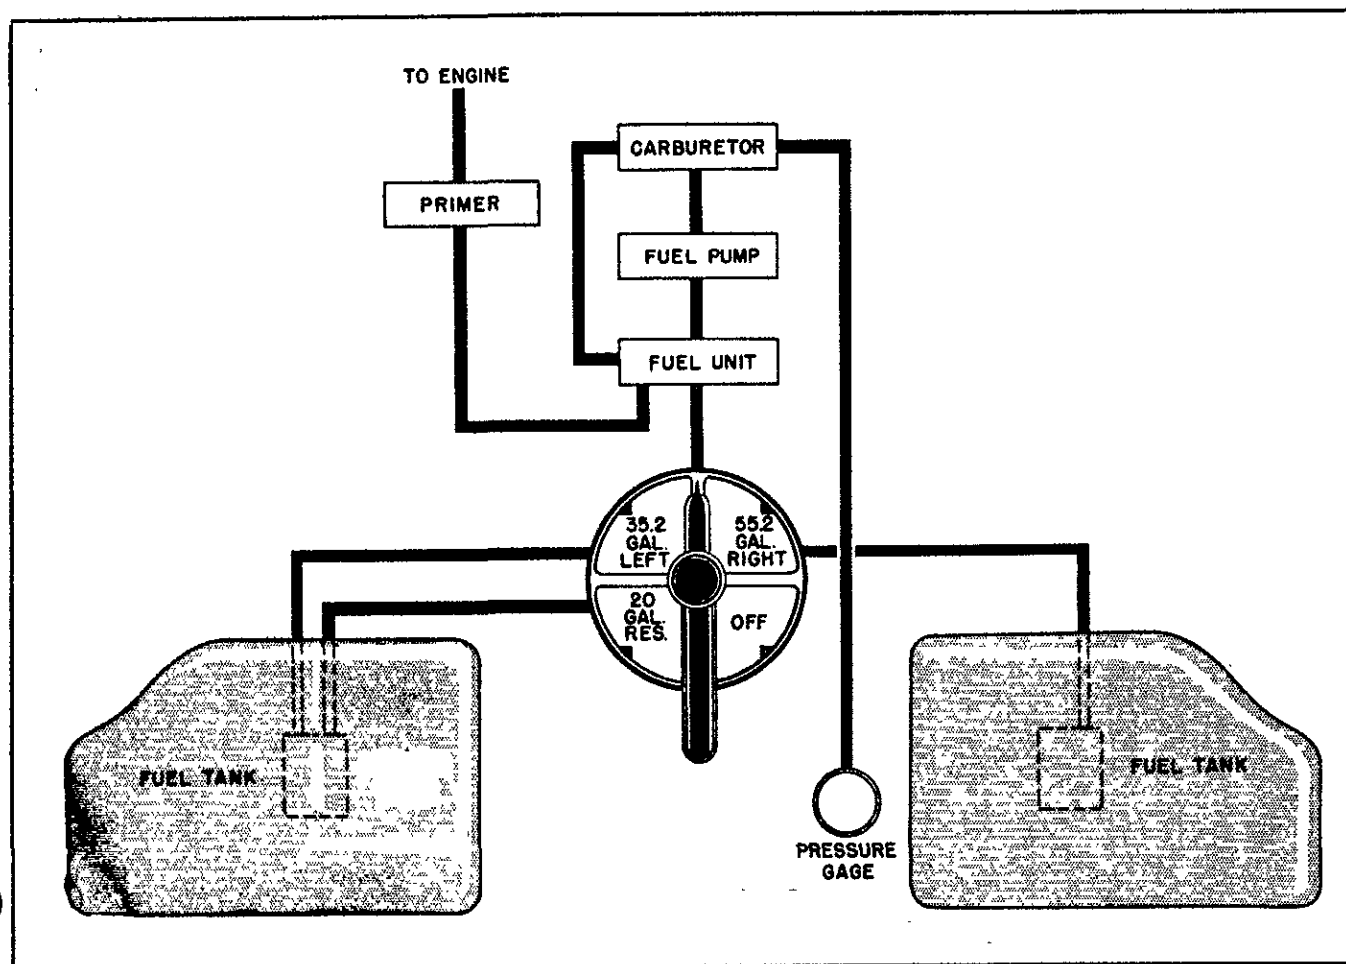 TO ENGINE
CARBURETOR
PRIMER
FUEL PUMP
FUEL UNIT
35.2
GAL.
LEFT
55.2
GAL.
RIGHT
20
GAL.
RES.
OFF
FUEL TANK
FUEL TANK
PRESSURE
GAGE